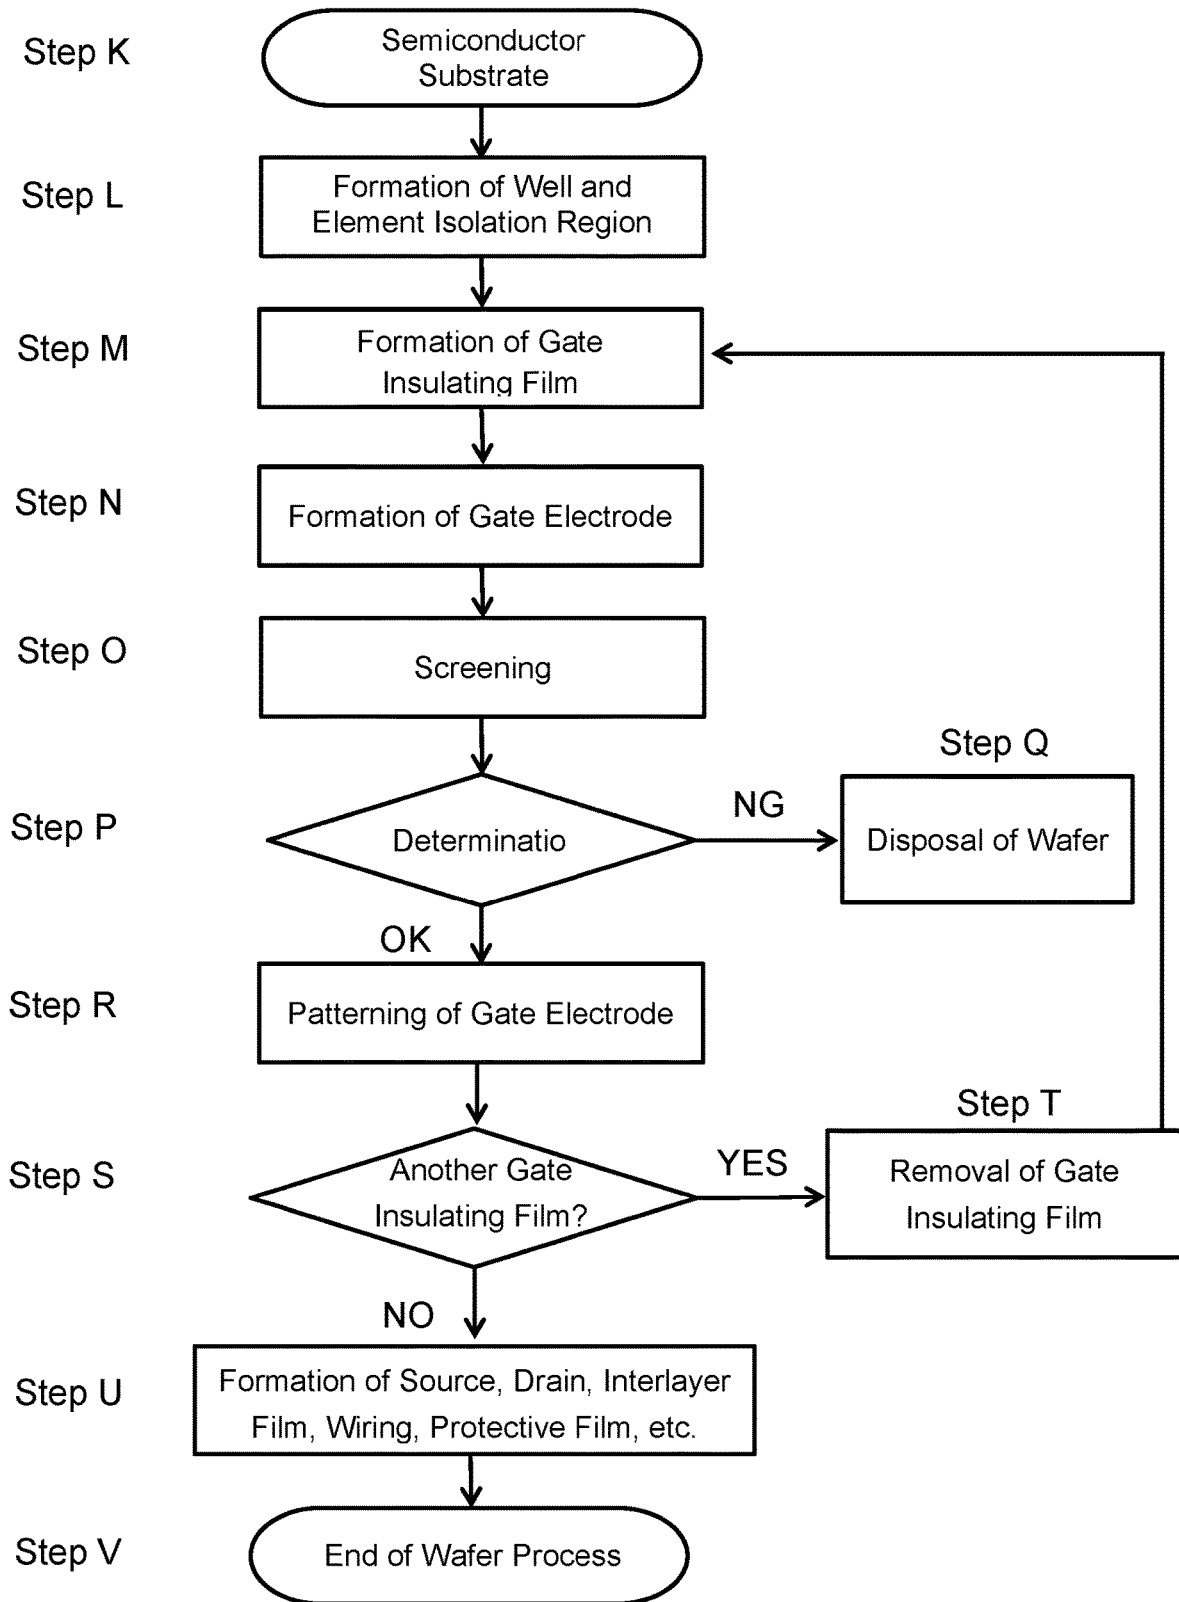 Step K
Semiconductor
Substrate
Step L
Formation of Well and
Element Isolation Region
Step M
Formation of Gate
Insulating Film
Step N
Formation of Gate Electrode
Step O
Screening
Step Q
Step P
Determinatio
NG
Disposal of Wafer
OK
Step R
Patterning of Gate Electrode
Step T
Step S
Another Gate
Insulating Film?
YES
Removal of Gate
Insulating Film
NO
Step U
Formation of Source, Drain, Interlayer
Film, Wiring, Protective Film, etc.
Step V
End of Wafer Process